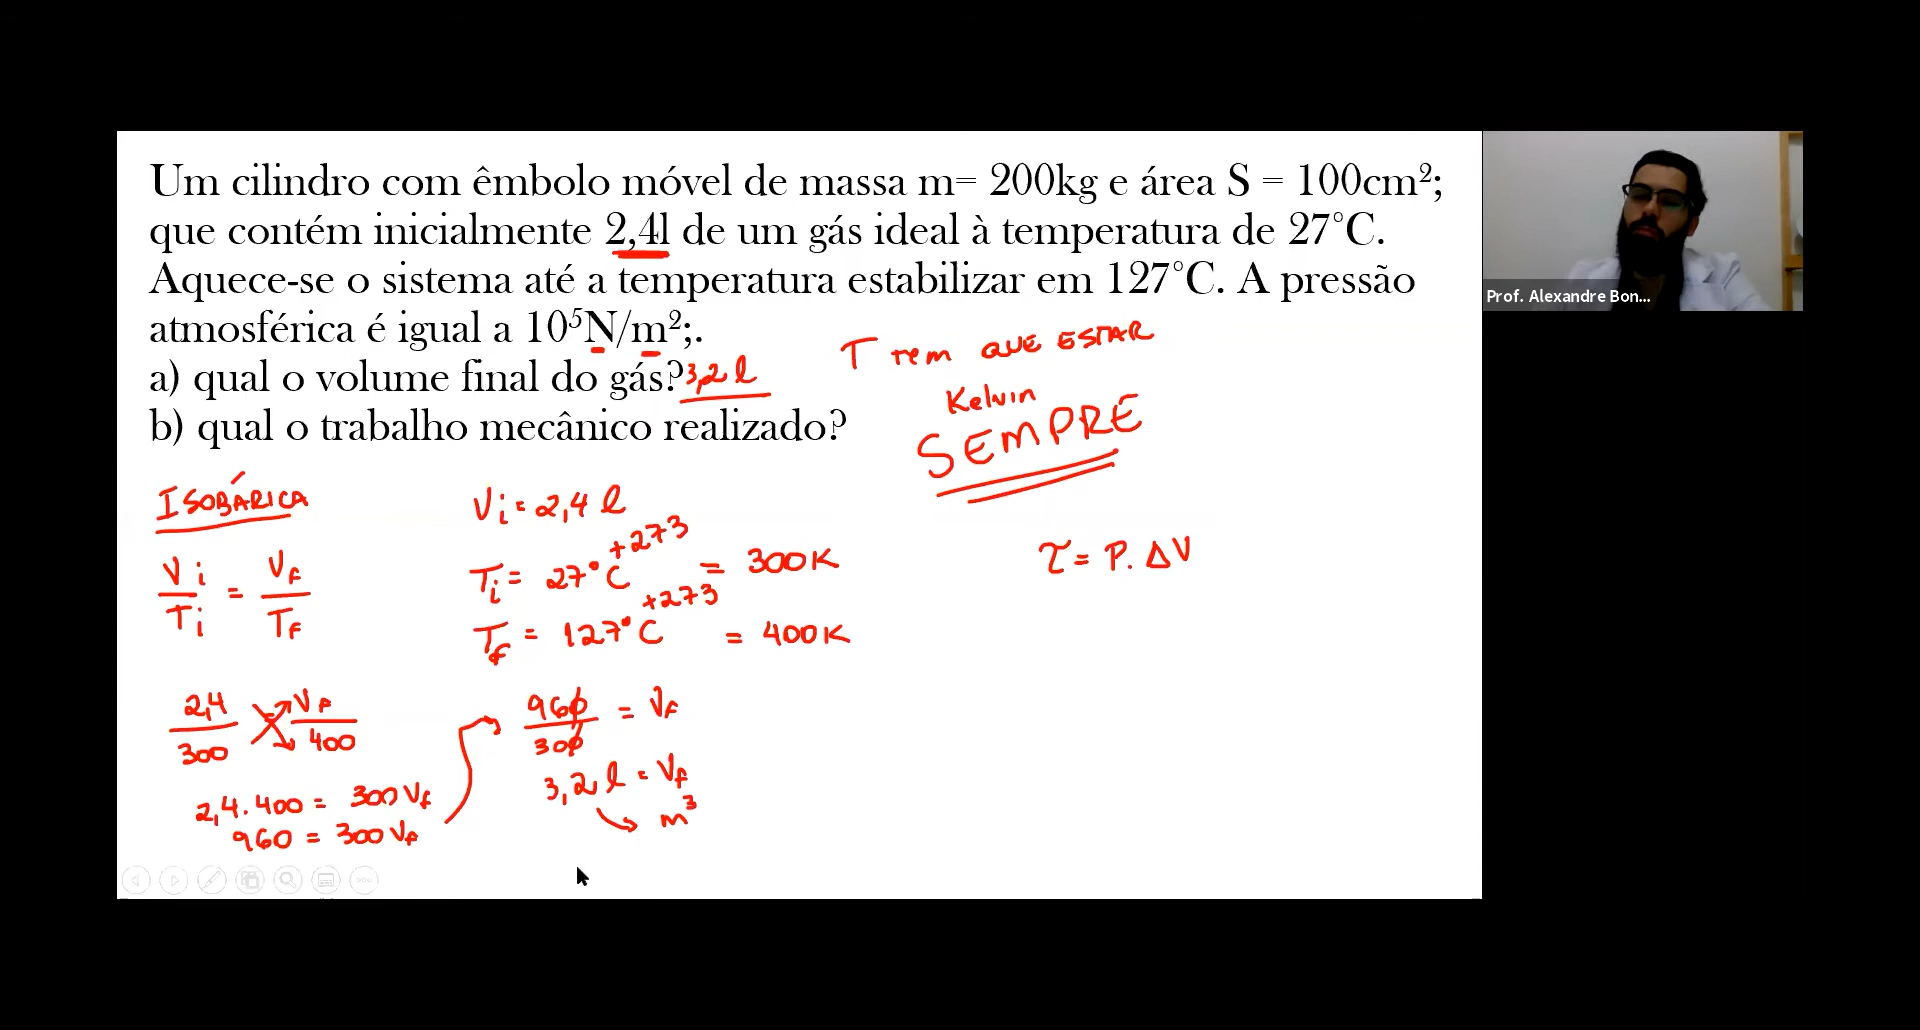 Um cilindro com êmbolo móvel de massa m= 200kg e área S = 100cm²;
que contém inicialmente 2,4l de um gás ideal à temperatura de 27°C.
Aquece-se o sistema até a temperatura estabilizar em 127°C. A pressão
atmosférica é igual a 10⁵N/m²;.
a) qual o volume final do gás? 3,2 l
b) qual o trabalho mecânico realizado?
T tem QUE ESTAR
Kelvin
SEMPRE
ISOBÁRICA
Vi/Ti = Vf/Tf
Vi = 2,4 l
Ti = 27°C +273 = 300K
Tf = 127°C +273 = 400K
τ = P. ΔV
2,4/300 = Vf/400
2,4.400 = 300 Vf
960 = 300 Vf
960/300 = Vf
3,2 l = Vf
m³
Prof. Alexandre Bon...